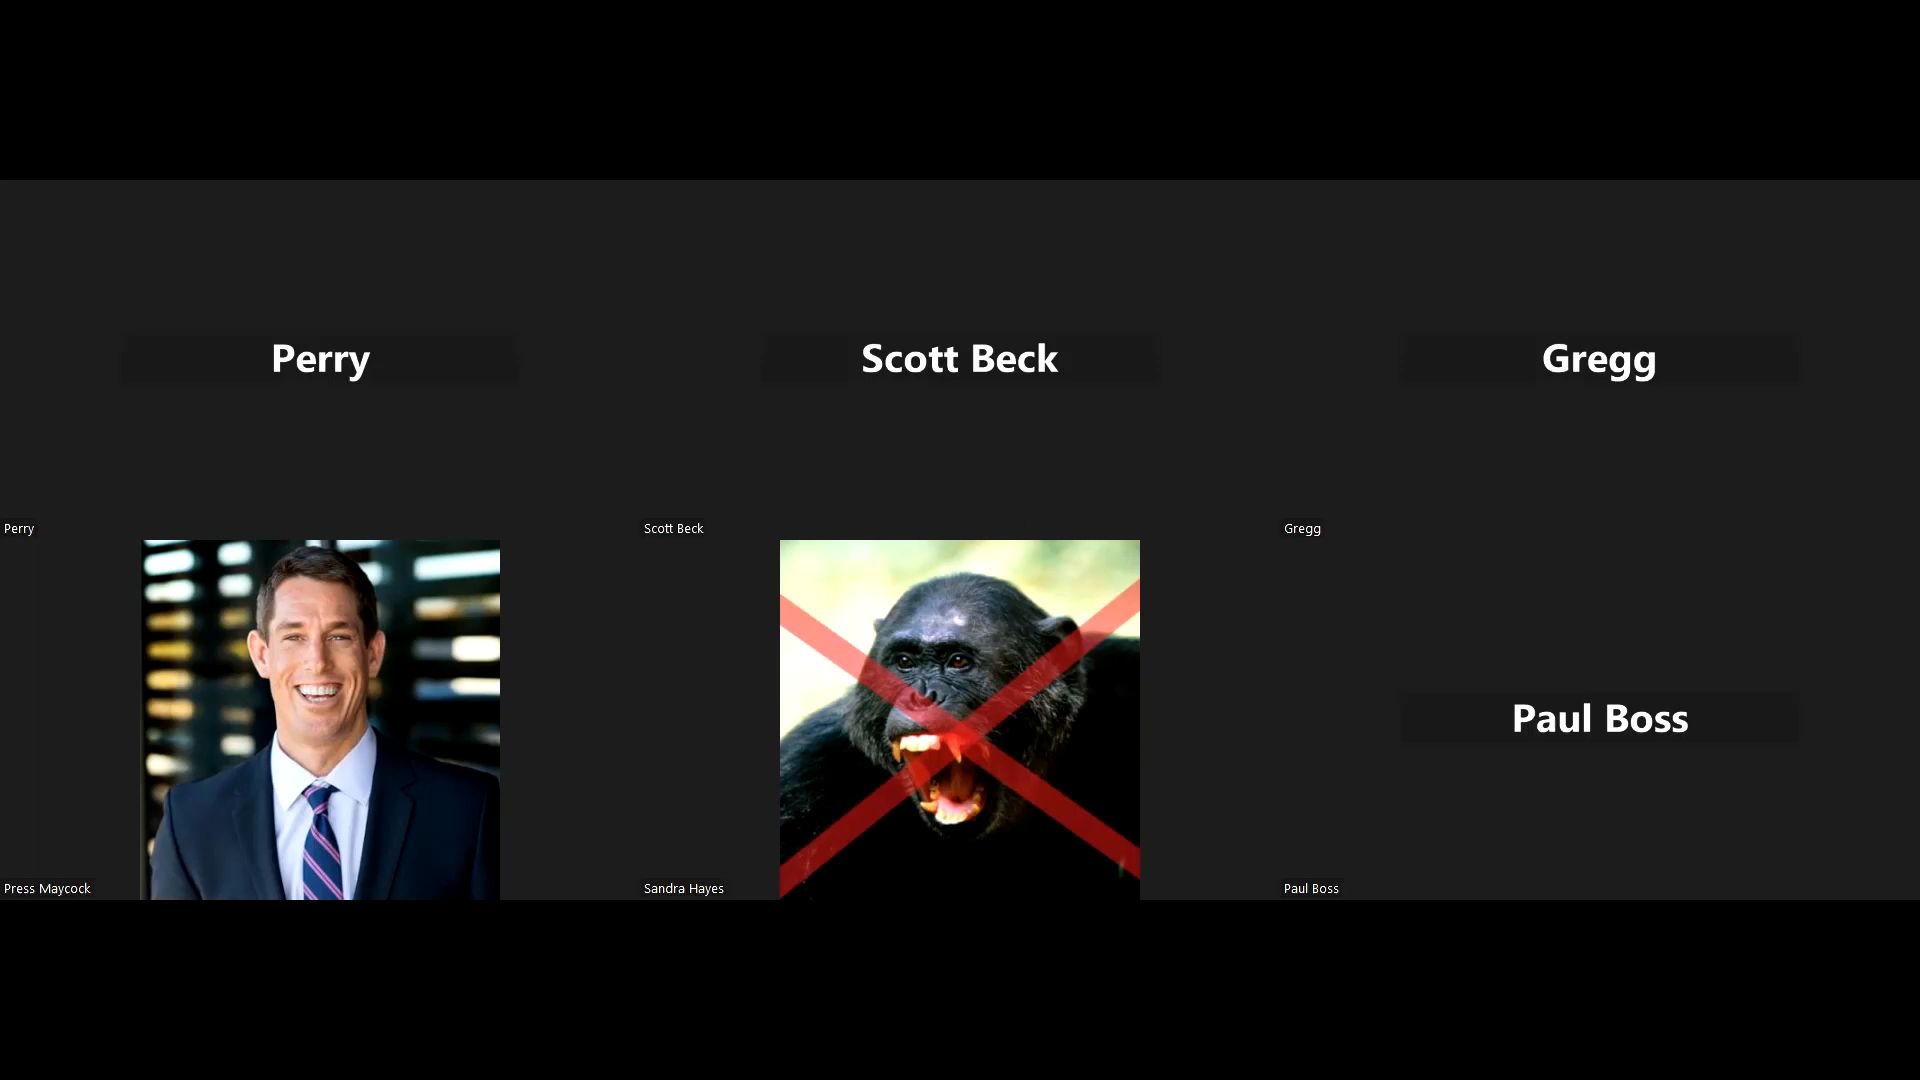 Perry
Scott Beck
Gregg
Perry
Scott Beck
Gregg
Paul Boss
Press Maycock
Sandra Hayes
Paul Boss